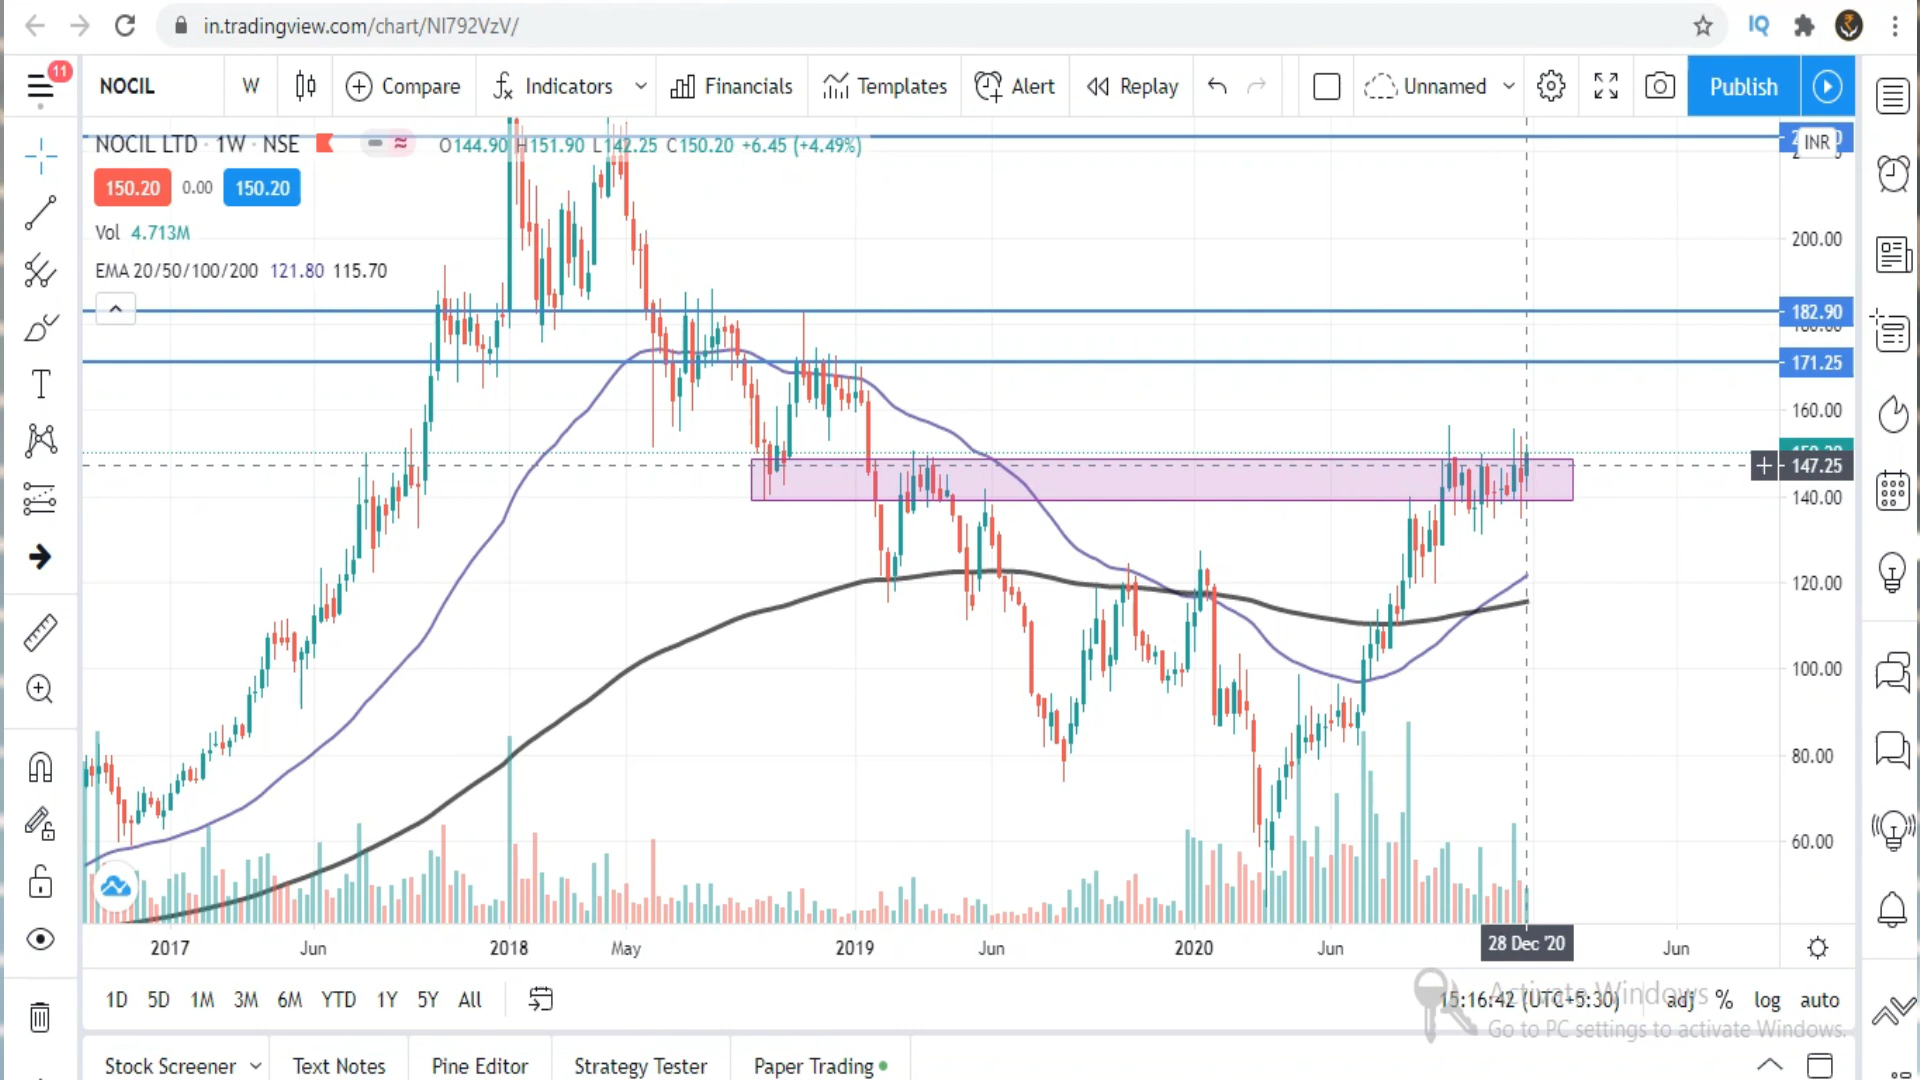 in.tradingview.com/chart/NI792VzV/
IQ
11
NOCIL W Compare Indicators Financials Templates Alert Replay Unnamed Publish
NOCIL LTD · 1W · NSE O144.90 H151.90 L142.25 C150.20 +6.45 (+4.49%)
INR
150.20 0.00 150.20
Vol 4.713M
EMA 20/50/100/200 121.80 115.70
200.00
182.90
180.00
171.25
160.00
150.20
147.25
140.00
120.00
100.00
80.00
60.00
2017 Jun 2018 May 2019 Jun 2020 Jun 28 Dec '20 Jun
1D 5D 1M 3M 6M YTD 1Y 5Y All
15:16:42 (UTC+5:30) adj % log auto
Activate Windows
Go to PC settings to activate Windows.
Stock Screener Text Notes Pine Editor Strategy Tester Paper Trading